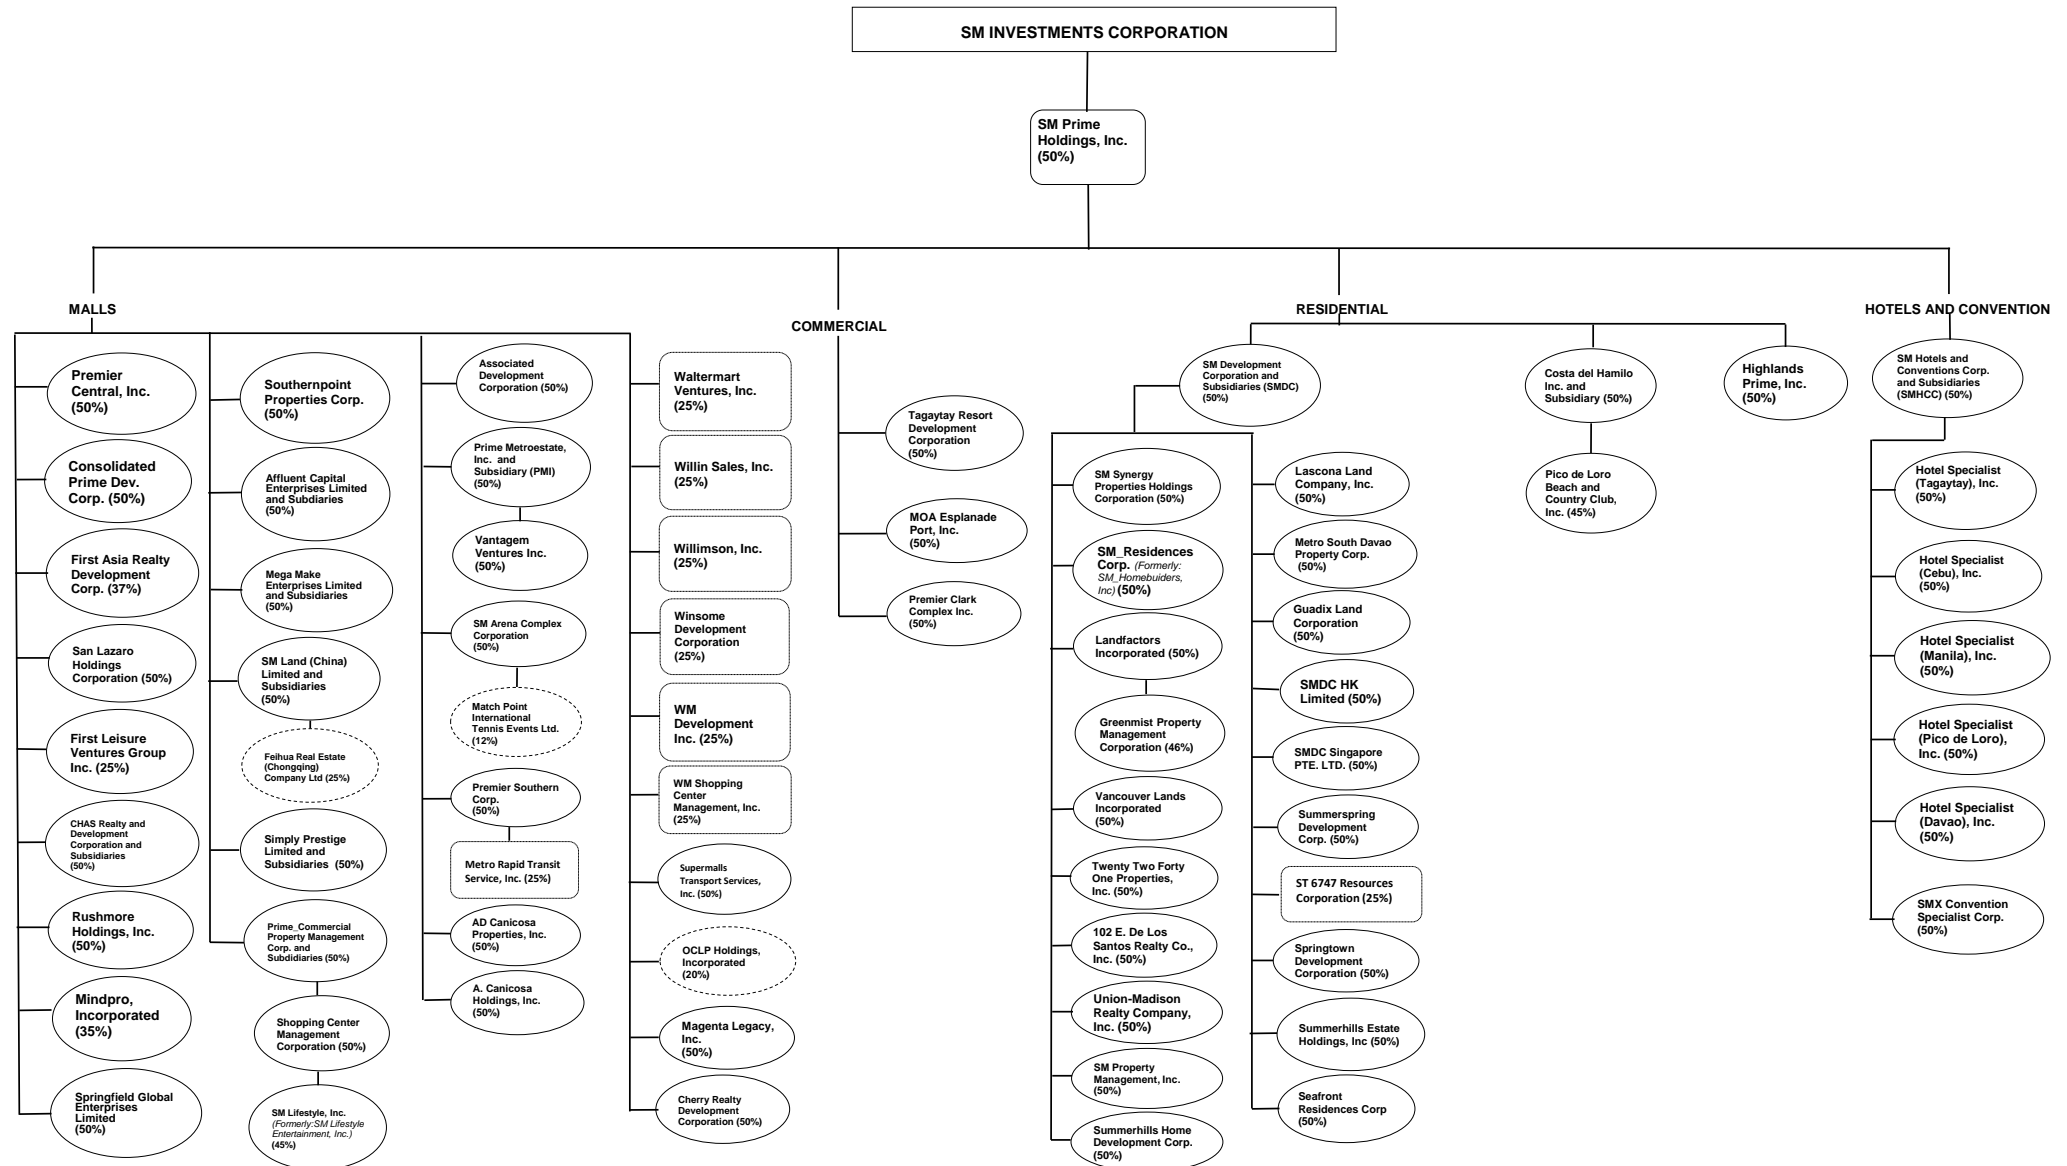 SM INVESTMENTS CORPORATION
SM Prime
Holdings, Inc.
(50%)
MALLS
Premier
Central, Inc.
(50%)
Consolidated
Prime Dev.
Corp. (50%)
First Asia Realty
Development
Corp. (37%)
San Lazaro
Holdings
Corporation (50%)
First Leisure
Ventures Group
Inc. (25%)
CHAS Realty and
Development
Corporation and
Subsidiaries
(50%)
Rushmore
Holdings, Inc.
(50%)
Mindpro,
Incorporated
(35%)
Springfield Global
Enterprises
Limited
(50%)
Southernpoint
Properties Corp.
(50%)
Affluent Capital
Enterprises Limited
and Subdiaries
(50%)
Mega Make
Enterprises Limited
and Subsidiaries
(50%)
SM Land (China)
Limited and
Subsidiaries
(50%)
Feihua Real Estate
(Chongqing)
Company Ltd (25%)
Simply Prestige
Limited and
Subsidiaries (50%)
Prime_Commercial
Property Management
Corp. and
Subdidiaries (50%)
Shopping Center
Management
Corporation (50%)
SM Lifestyle, Inc.
(Formerly:SM Lifestyle
Entertainment, Inc.)
(45%)
Associated
Development
Corporation (50%)
Prime Metroestate,
Inc. and
Subsidiary (PMI)
(50%)
Vantagem
Ventures Inc.
(50%)
SM Arena Complex
Corporation
(50%)
Match Point
International
Tennis Events Ltd.
(12%)
Premier Southern
Corp.
(50%)
Metro Rapid Transit
Service, Inc. (25%)
AD Canicosa
Properties, Inc.
(50%)
A. Canicosa
Holdings, Inc.
(50%)
Waltermart
Ventures, Inc.
(25%)
Willin Sales, Inc.
(25%)
Willimson, Inc.
(25%)
Winsome
Development
Corporation
(25%)
WM
Development
Inc. (25%)
WM Shopping
Center
Management, Inc.
(25%)
Supermalls
Transport Services,
Inc. (50%)
OCLP Holdings,
Incorporated
(20%)
Magenta Legacy,
Inc.
(50%)
Cherry Realty
Development
Corporation (50%)
COMMERCIAL
Tagaytay Resort
Development
Corporation
(50%)
MOA Esplanade
Port, Inc.
(50%)
Premier Clark
Complex Inc.
(50%)
RESIDENTIAL
SM Development
Corporation and
Subsidiaries (SMDC)
(50%)
SM Synergy
Properties Holdings
Corporation (50%)
SM_Residences
Corp. (Formerly:
SM_Homebuiders,
Inc) (50%)
Landfactors
Incorporated (50%)
Greenmist Property
Management
Corporation (46%)
Vancouver Lands
Incorporated
(50%)
Twenty Two Forty
One Properties,
Inc. (50%)
102 E. De Los
Santos Realty Co.,
Inc. (50%)
Union-Madison
Realty Company,
Inc. (50%)
SM Property
Management, Inc.
(50%)
Summerhills Home
Development Corp.
(50%)
Lascona Land
Company, Inc.
(50%)
Metro South Davao
Property Corp.
(50%)
Guadix Land
Corporation
(50%)
SMDC HK
Limited (50%)
SMDC Singapore
PTE. LTD. (50%)
Summerspring
Development
Corp. (50%)
ST 6747 Resources
Corporation (25%)
Springtown
Development
Corporation (50%)
Summerhills Estate
Holdings, Inc (50%)
Seafront
Residences Corp
(50%)
Costa del Hamilo
Inc. and
Subsidiary (50%)
Pico de Loro
Beach and
Country Club,
Inc. (45%)
Highlands
Prime, Inc.
(50%)
HOTELS AND CONVENTION
SM Hotels and
Conventions Corp.
and Subsidiaries
(SMHCC) (50%)
Hotel Specialist
(Tagaytay), Inc.
(50%)
Hotel Specialist
(Cebu), Inc.
(50%)
Hotel Specialist
(Manila), Inc.
(50%)
Hotel Specialist
(Pico de Loro),
Inc. (50%)
Hotel Specialist
(Davao), Inc.
(50%)
SMX Convention
Specialist Corp.
(50%)